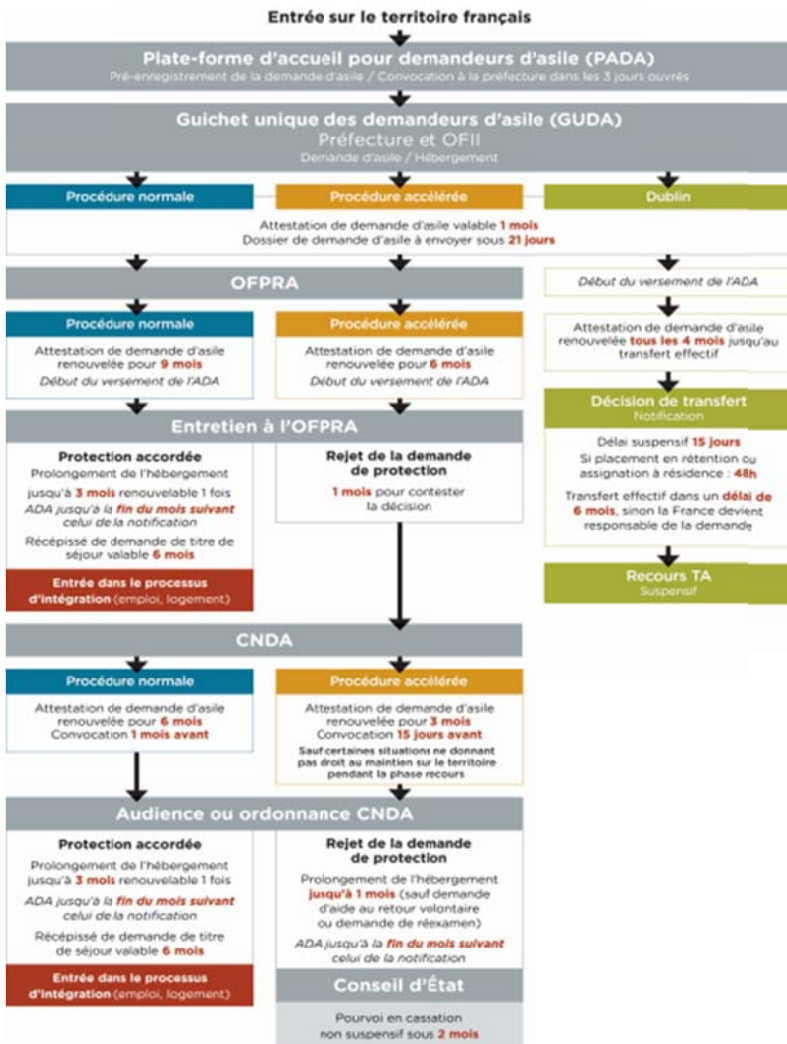 Entrée sur le territoire français
Plate-forme d'accueil pour demandeurs d'asile (PADA)
Pré-enregistrement de la demande d'asile / Convocation à la préfecture dans les 3 jours ouvrés
Guichet unique des demandeurs d'asile (GUDA)
Préfecture et OFII
Demande d'asile / Hébergement
Procédure normale
Procédure accélérée
Dublin
Attestation de demande d'asile valable 1 mois
Dossier de demande d'asile à envoyer sous 21 jours
OFPRA
Procédure normale
Attestation de demande d'asile
renouvelée pour 9 mois
Début du versement de l'ADA
Procédure accélérée
Attestation de demande d'asile
renouvelée pour 6 mois
Début du versement de l'ADA
Début du versement de l'ADA
Attestation de demande d'asile
renouvelée tous les 4 mois jusqu'au
transfert effectif
Décision de transfert
Notification
Délai suspensif 15 jours
Si placement en rétention ou
assignation à résidence : 48h
Transfert effectif dans un délai de
6 mois, sinon la France devient
responsable de la demande
Recours TA
Suspensif
Entretien à l'OFPRA
Protection accordée
Prolongement de l'hébergement
jusqu'à 3 mois renouvelable 1 fois
ADA jusqu'à la fin du mois suivant
celui de la notification
Récépissé de demande de titre de
séjour valable 6 mois
Entrée dans le processus
d'intégration (emploi, logement)
Rejet de la demande
de protection
1 mois pour contester
la décision
CNDA
Procédure normale
Attestation de demande d'asile
renouvelée pour 6 mois
Convocation 1 mois avant
Procédure accélérée
Attestation de demande d'asile
renouvelée pour 3 mois
Convocation 15 jours avant
Sauf certaines situations ne donnant
pas droit au maintien sur le territoire
pendant la phase recours
Audience ou ordonnance CNDA
Protection accordée
Prolongement de l'hébergement
jusqu'à 3 mois renouvelable 1 fois
ADA jusqu'à la fin du mois suivant
celui de la notification
Récépissé de demande de titre
de séjour valable 6 mois
Entrée dans le processus
d'intégration (emploi, logement)
Rejet de la demande
de protection
Prolongement de l'hébergement
jusqu'à 1 mois (sauf demande
d'aide au retour volontaire
ou demande de réexamen)
ADA jusqu'à la fin du mois suivant
celui de la notification
Conseil d'État
Pourvoi en cassation
non suspensif sous 2 mois